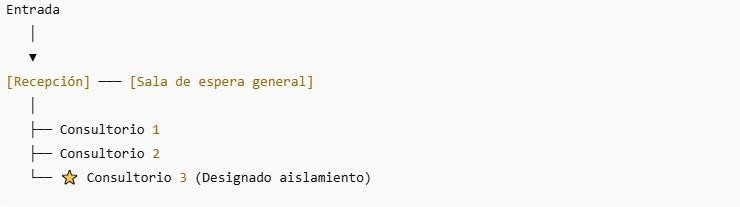 Entrada
│
▼
[Recepción] ─── [Sala de espera general]
│
├── Consultorio 1
├── Consultorio 2
└── ⭐ Consultorio 3 (Designado aislamiento)